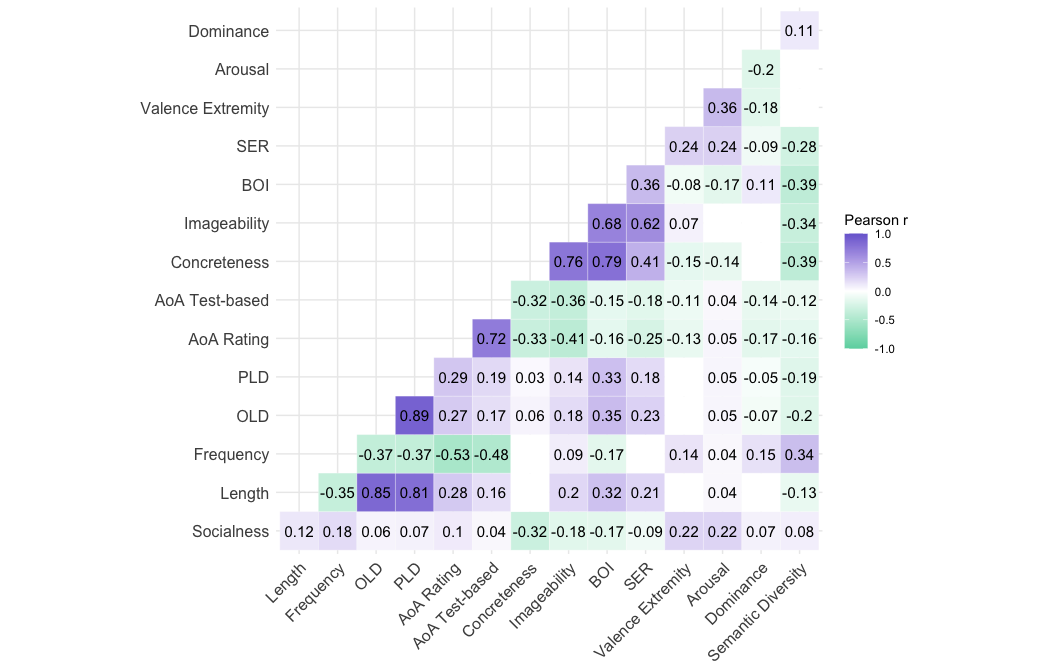 Dominance 0.11
Arousal -0.2
Valence Extremity 0.36 -0.18
SER 0.24 0.24 -0.09 -0.28
BOI 0.36 -0.08 -0.17 0.11 -0.39
Imageability 0.68 0.62 0.07 -0.34
Pearson r
Concreteness 0.76 0.79 0.41 -0.15 -0.14 -0.39
1.0
0.5
0.0
-0.5
-1.0
AoA Test-based -0.32 -0.36 -0.15 -0.18 -0.11 0.04 -0.14 -0.12
AoA Rating 0.72 -0.33 -0.41 -0.16 -0.25 -0.13 0.05 -0.17 -0.16
PLD 0.29 0.19 0.03 0.14 0.33 0.18 0.05 -0.05 -0.19
OLD 0.89 0.27 0.17 0.06 0.18 0.35 0.23 0.05 -0.07 -0.2
Frequency -0.37 -0.37 -0.53 -0.48 0.09 -0.17 0.14 0.04 0.15 0.34
Length -0.35 0.85 0.81 0.28 0.16 0.2 0.32 0.21 0.04 -0.13
Socialness 0.12 0.18 0.06 0.07 0.1 0.04 -0.32 -0.18 -0.17 -0.09 0.22 0.22 0.07 0.08
Length
Frequency
OLD
PLD
AoA Rating
AoA Test-based
Concreteness
Imageability
BOI
SER
Valence Extremity
Arousal
Dominance
Semantic Diversity